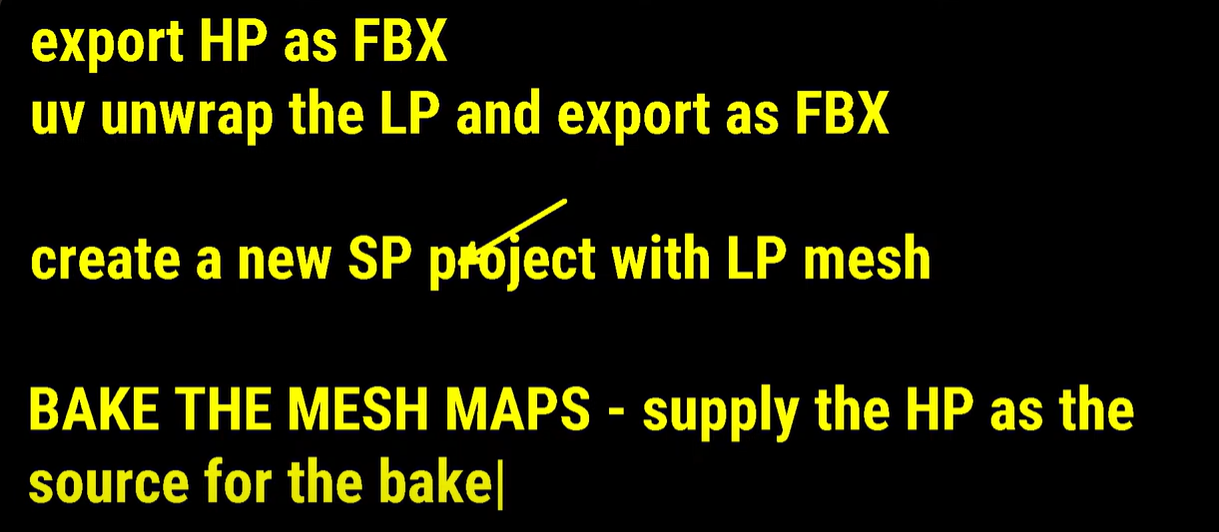 export HP as FBX
uv unwrap the LP and export as FBX
create a new SP project with LP mesh
BAKE THE MESH MAPS - supply the HP as the
source for the bake